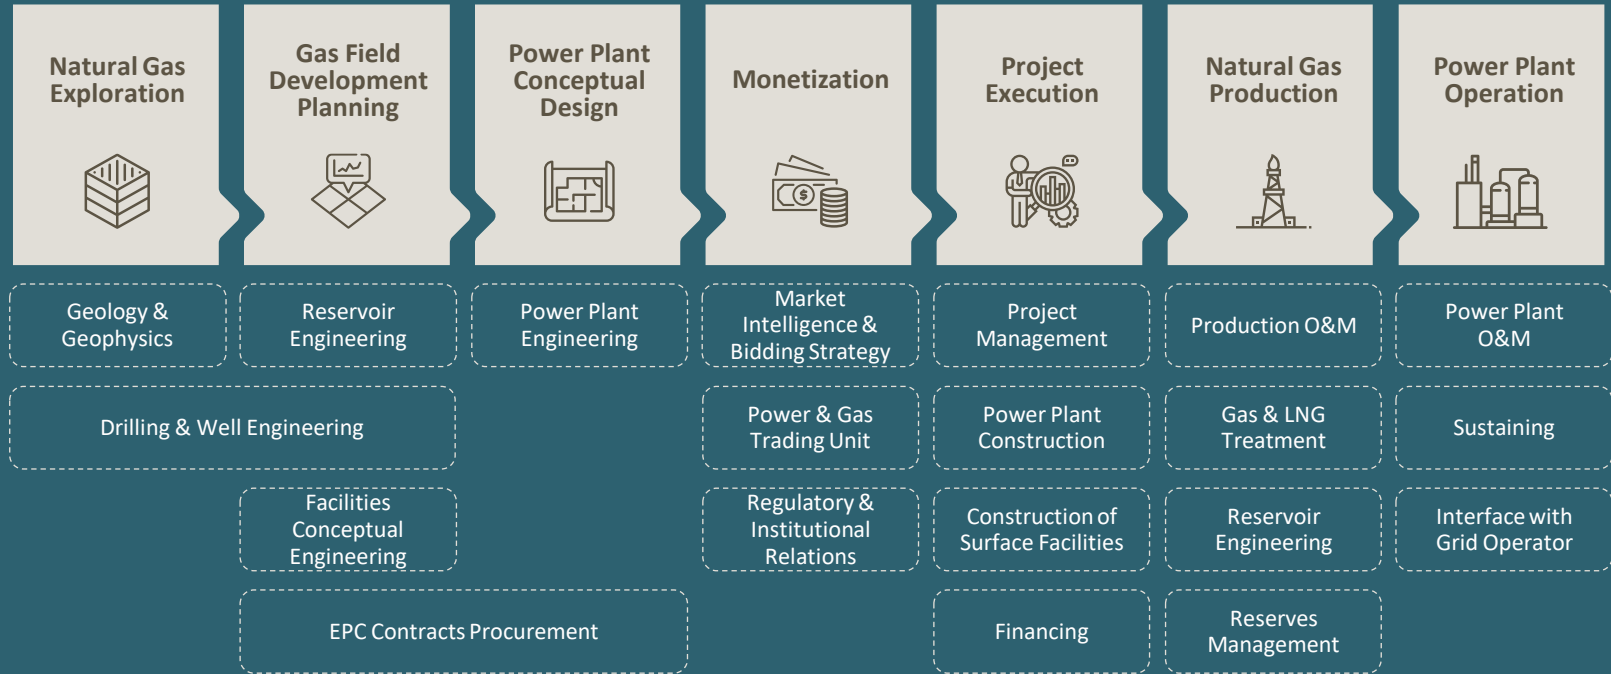 Natural Gas
Exploration
Gas Field
Development
Planning
Power Plant
Conceptual
Design
Monetization
Project
Execution
Natural Gas
Production
Power Plant
Operation
$
Geology &
Geophysics
Reservoir
Engineering
Power Plant
Engineering
Market
Intelligence &
Bidding Strategy
Project
Management
Production O&M
Power Plant
O&M
Drilling & Well Engineering
Power & Gas
Trading Unit
Power Plant
Construction
Gas & LNG
Treatment
Sustaining
Facilities
Conceptual
Engineering
Regulatory &
Institutional
Relations
Construction of
Surface Facilities
Reservoir
Engineering
Interface with
Grid Operator
EPC Contracts Procurement
Financing
Reserves
Management